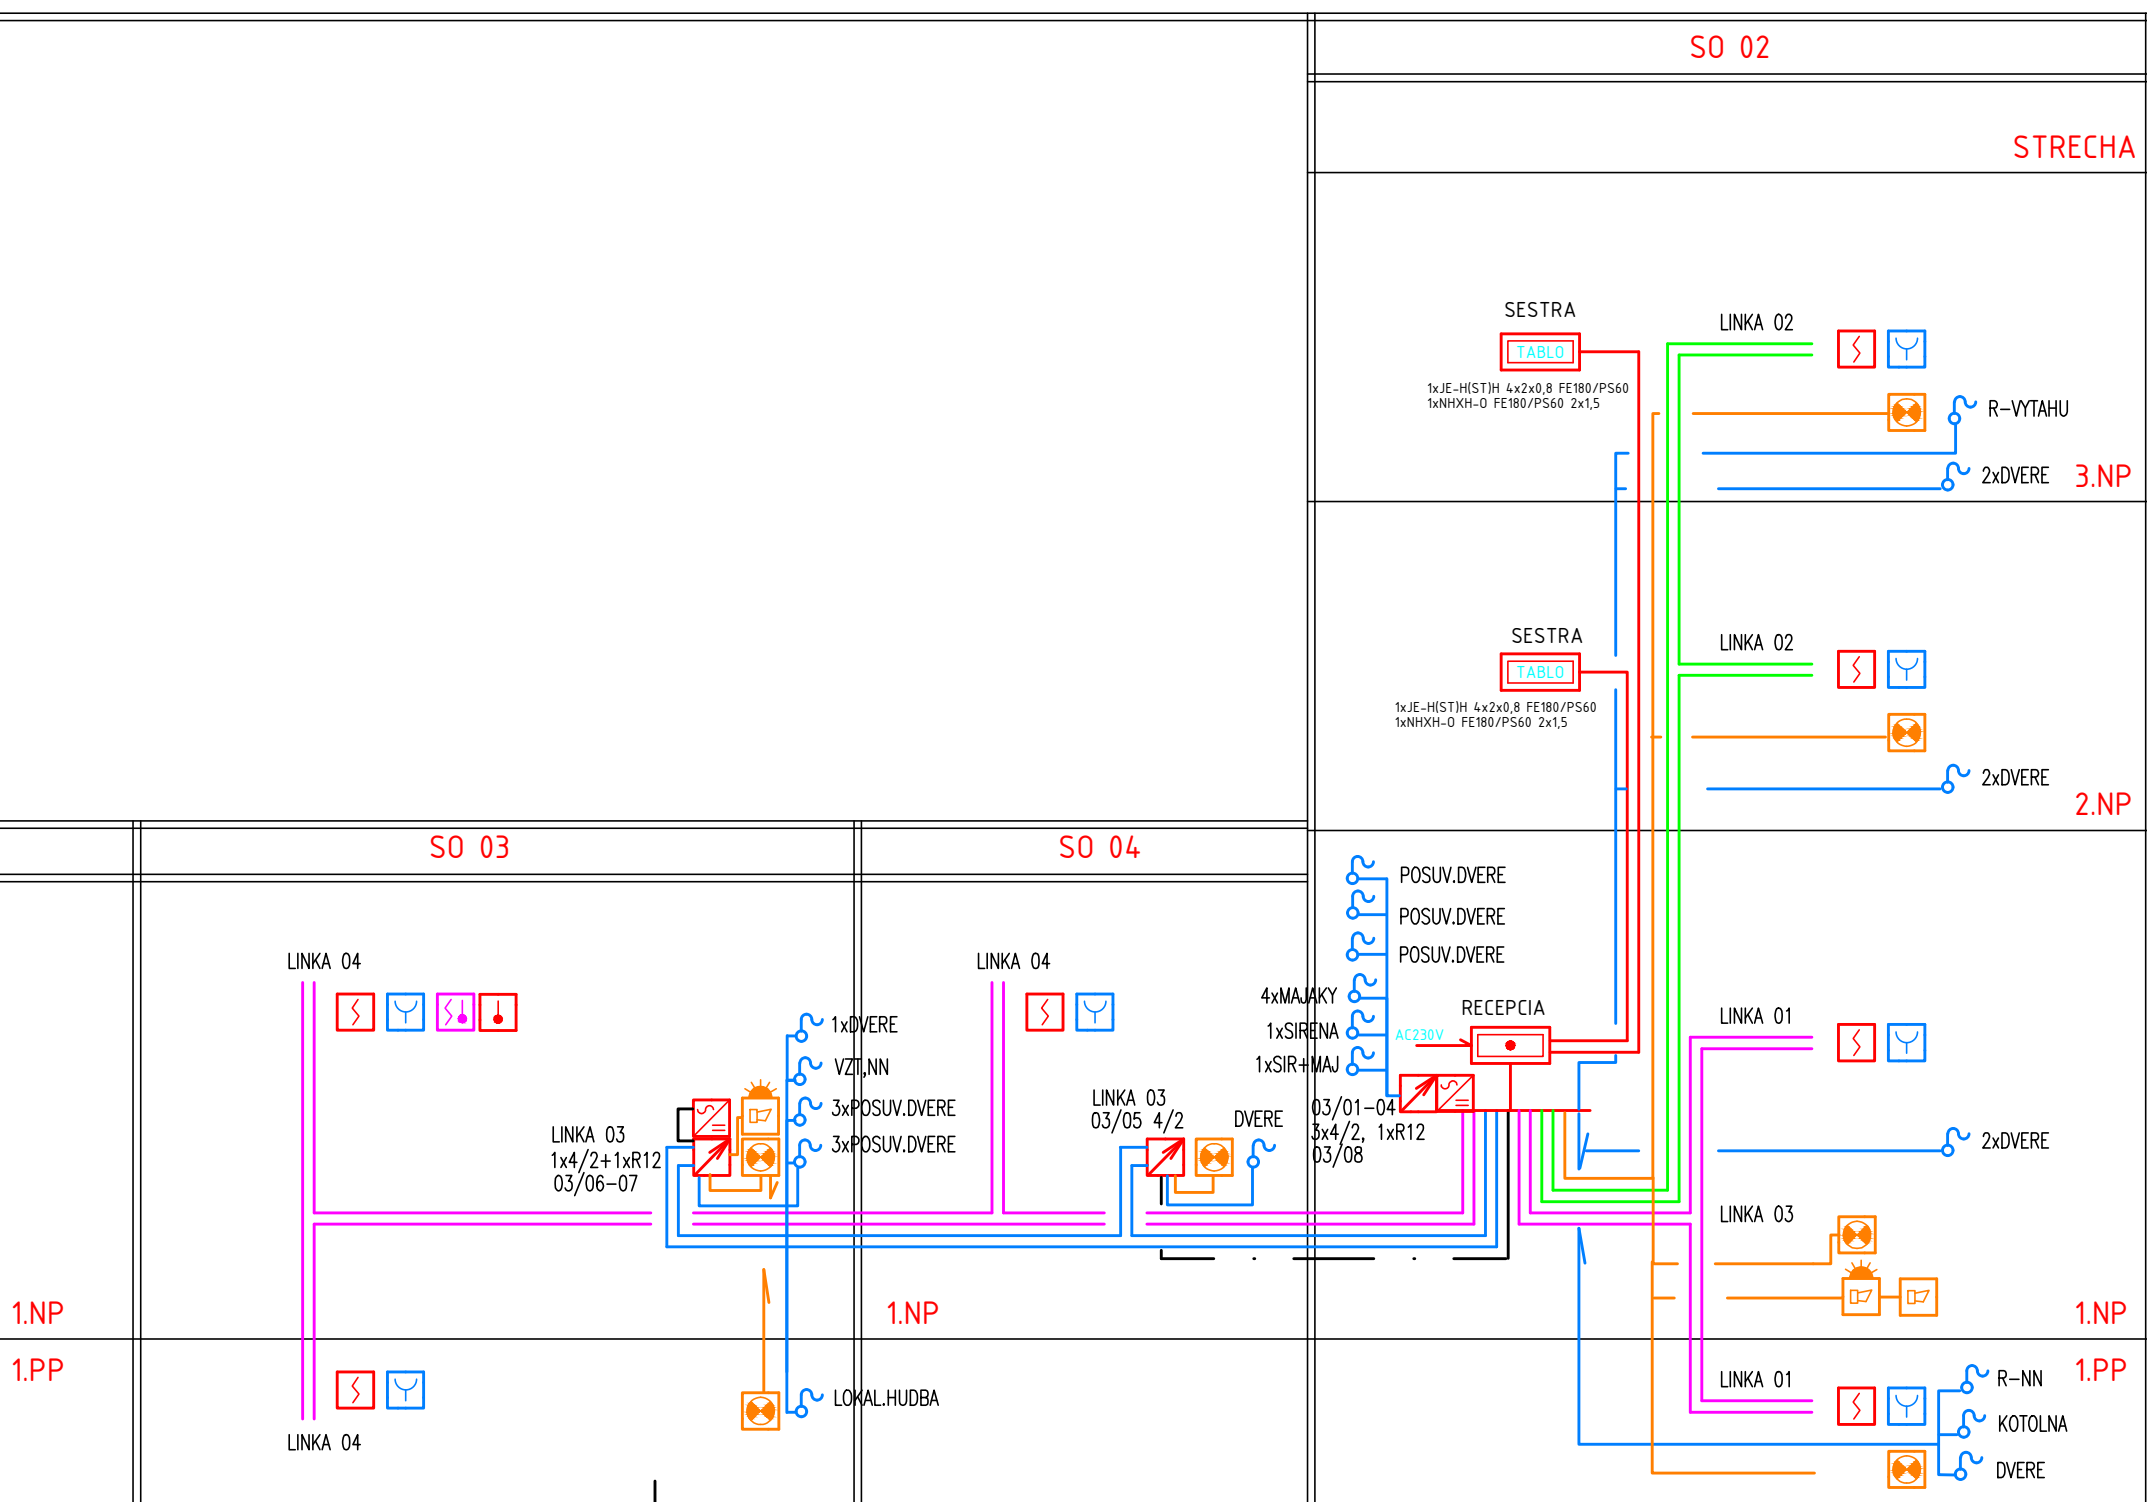 SO 02
STRECHA
SESTRA
TABLO
1xJE-H(ST)H 4x2x0,8 FE180/PS60
1xNHXH-O FE180/PS60 2x1,5
LINKA 02
R-VYTAHU
2xDVERE
3.NP
SESTRA
TABLO
1xJE-H(ST)H 4x2x0,8 FE180/PS60
1xNHXH-O FE180/PS60 2x1,5
LINKA 02
2xDVERE
2.NP
SO 03
SO 04
LINKA 04
1xDVERE
VZT,NN
3xPOSUV.DVERE
3xPOSUV.DVERE
LINKA 03
1x4/2+1xR12
03/06-07
LINKA 04
LINKA 03
03/05 4/2
DVERE
POSUV.DVERE
POSUV.DVERE
POSUV.DVERE
4xMAJAKY
1xSIRENA
1xSIR+MAJ
RECEPCIA
AC230V
03/01-04
3x4/2, 1xR12
03/08
LINKA 01
2xDVERE
LINKA 03
1.NP
1.NP
1.NP
1.PP
LOKAL.HUDBA
LINKA 04
LINKA 01
R-NN
1.PP
KOTOLNA
DVERE